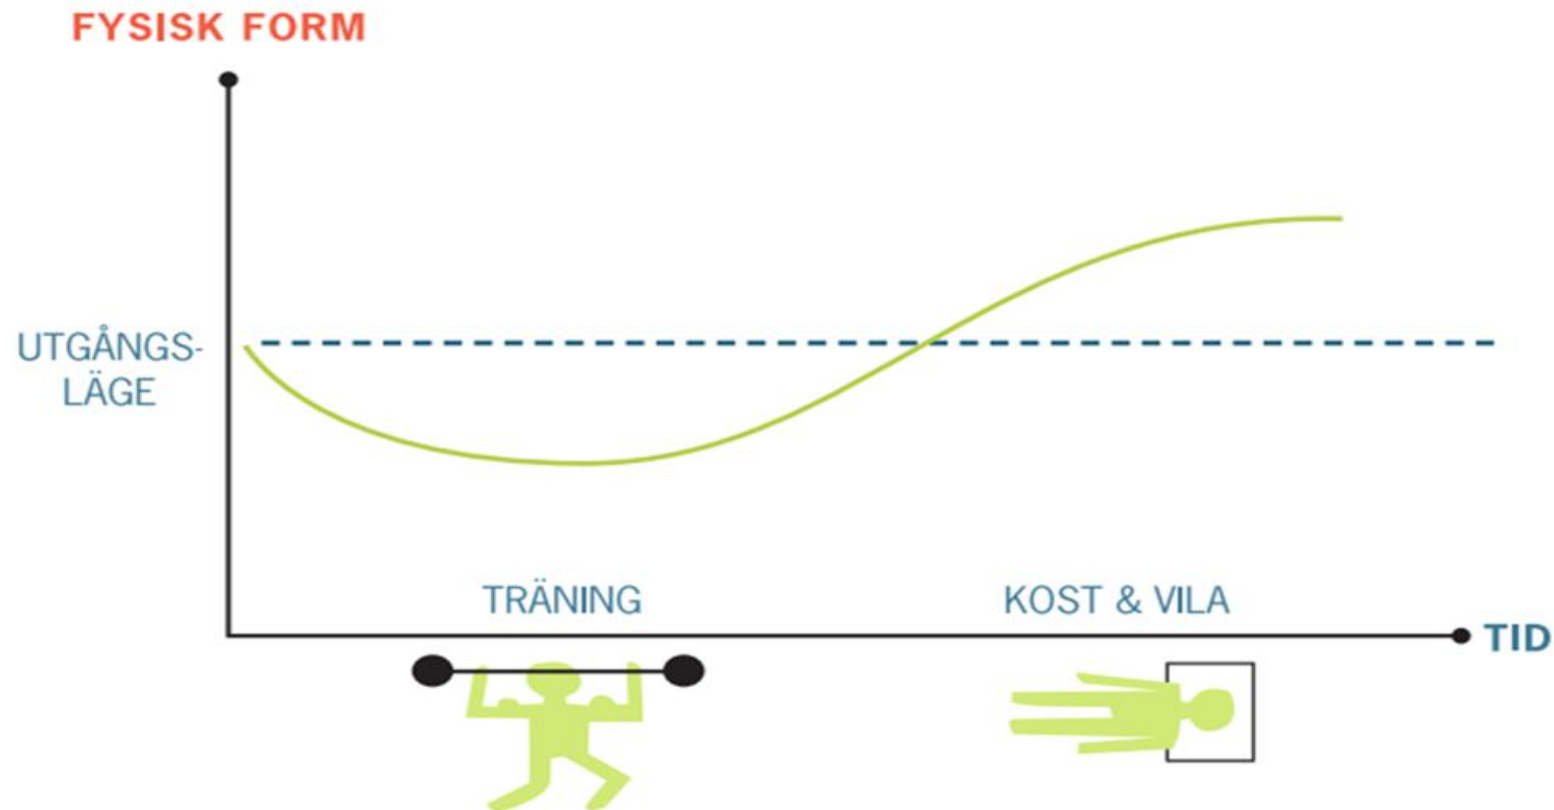 FYSISK FORM
UTGÅNGS-
LÄGE
TRÄNING
KOST & VILA
TID